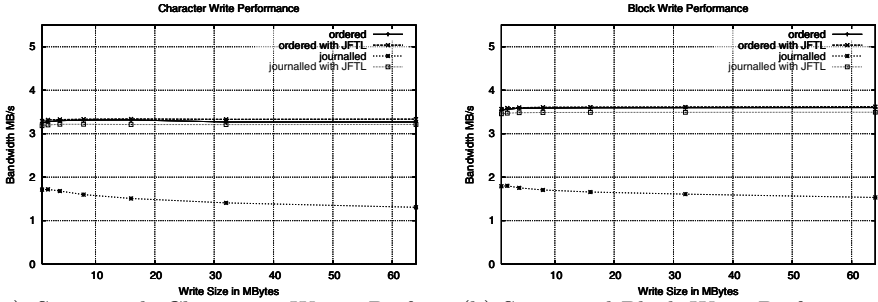 Character Write Performance
ordered
ordered with JFTL
journalled
journalled with JFTL
Bandwidth MB/s
5
4
3
2
1
0
10 20 30 40 50 60
Write Size in MBytes
Block Write Performance
ordered
ordered with JFTL
journalled
journalled with JFTL
Bandwidth MB/s
5
4
3
2
1
0
10 20 30 40 50 60
Write Size in MBytes